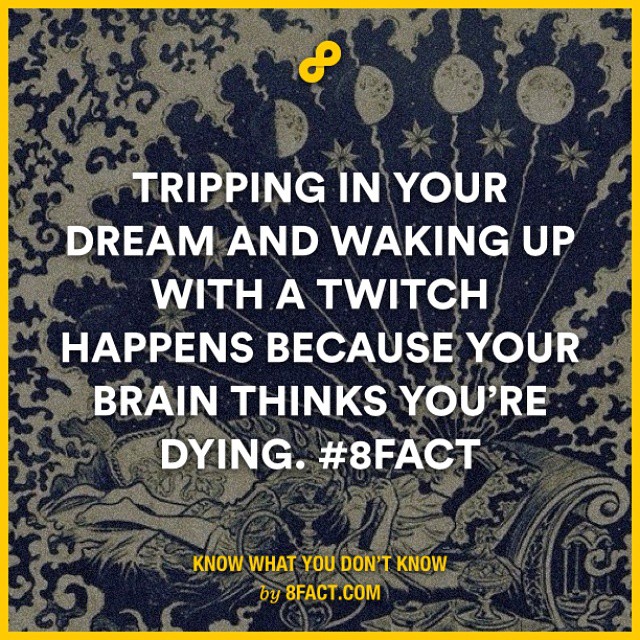 TRIPPING IN YOUR
DREAM AND WAKING UP
WITH A TWITCH
HAPPENS BECAUSE YOUR
BRAIN THINKS YOU’RE
DYING. #8FACT
KNOW WHAT YOU DON’T KNOW
by 8FACT.COM